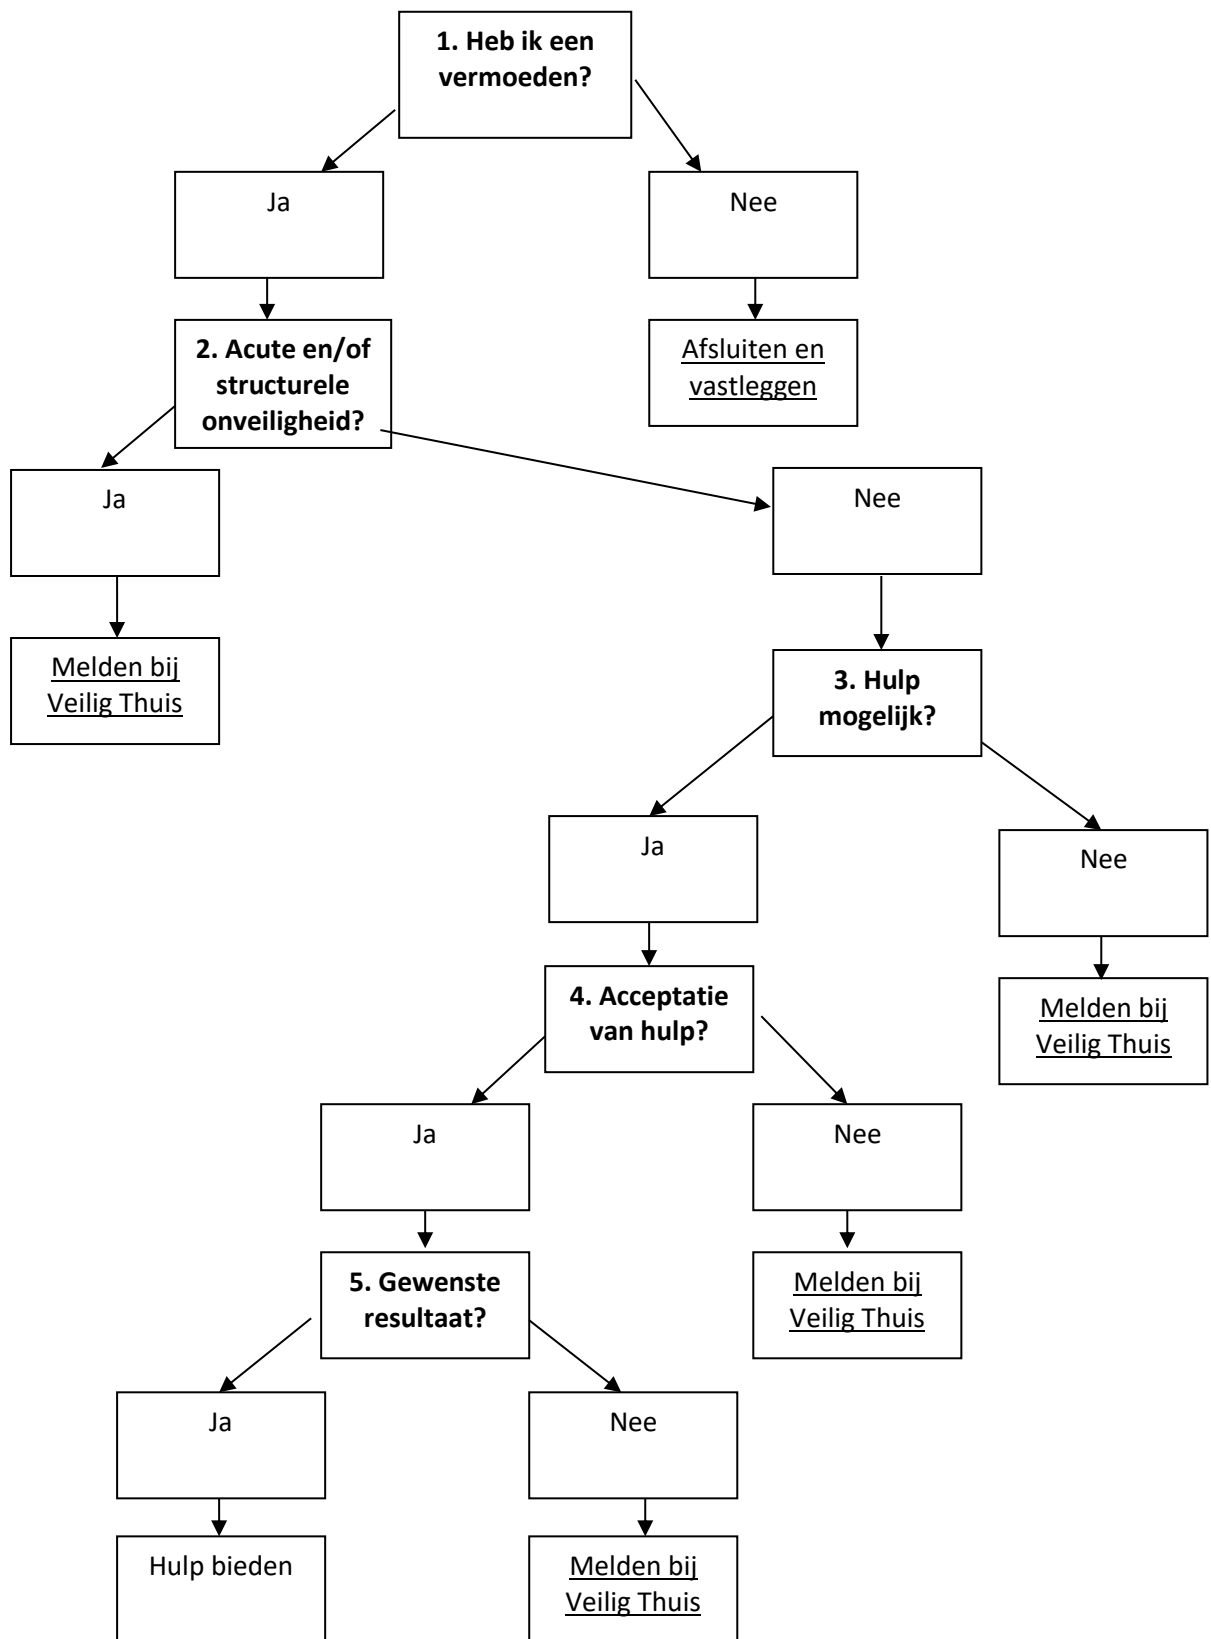 1. Heb ik een
vermoeden?
Ja
Nee
2. Acute en/of
structurele
onveiligheid?
Afsluiten en
vastleggen
Ja
Nee
Melden bij
Veilig Thuis
3. Hulp
mogelijk?
Ja
Nee
4. Acceptatie
van hulp?
Melden bij
Veilig Thuis
Ja
Nee
5. Gewenste
resultaat?
Melden bij
Veilig Thuis
Ja
Nee
Hulp bieden
Melden bij
Veilig Thuis